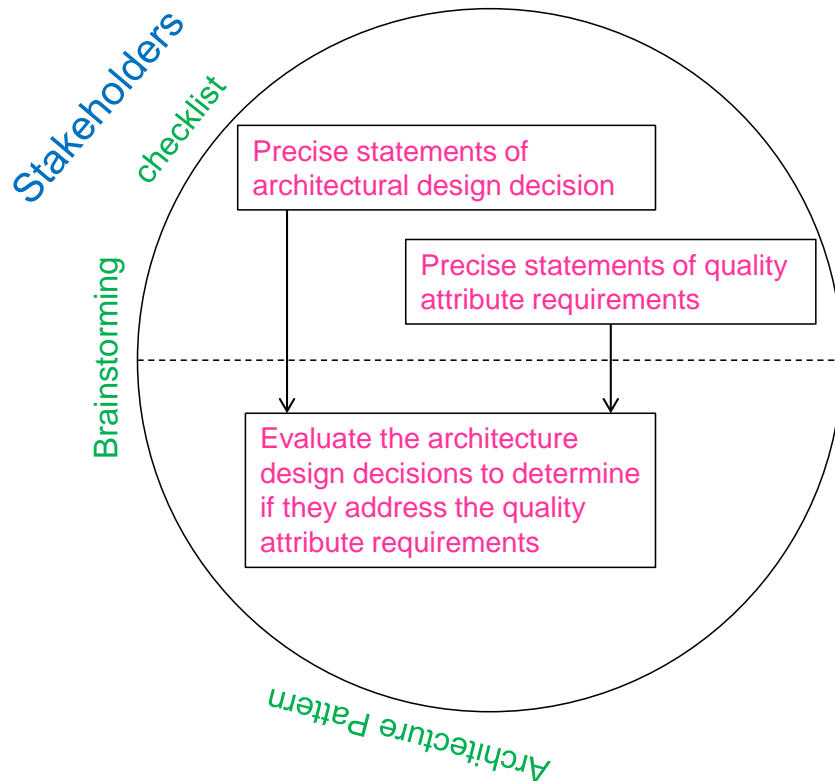 Stakeholders
checklist
Precise statements of
architectural design decision
Precise statements of quality
attribute requirements
Brainstorming
Evaluate the architecture
design decisions to determine
if they address the quality
attribute requirements
Architecture Pattern